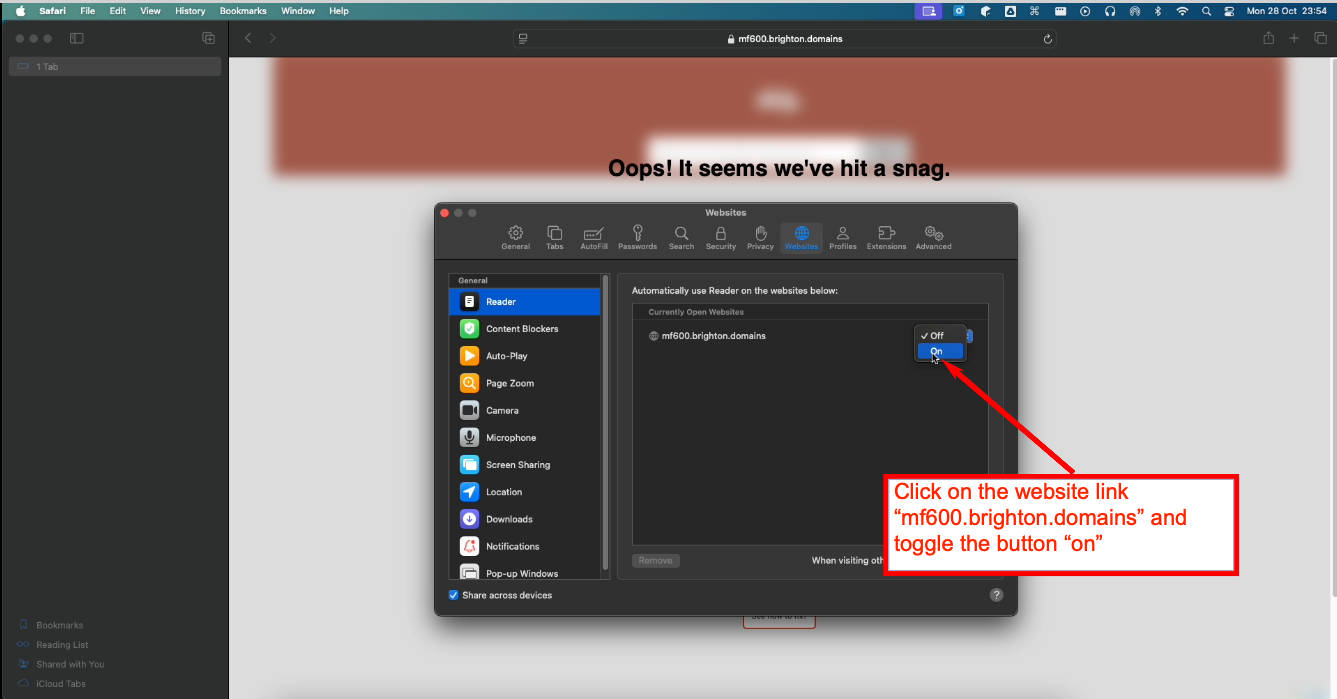 Safari File Edit View History Bookmarks Window Help
Mon 28 Oct 23:54
mf600.brighton.domains
1 Tab
Oops! It seems we've hit a snag.
Websites
General Tabs AutoFill Passwords Search Security Privacy Websites Profiles Extensions Advanced
General
Reader
Content Blockers
Auto-Play
Page Zoom
Camera
Microphone
Screen Sharing
Location
Downloads
Notifications
Pop-up Windows
Automatically use Reader on the websites below:
Currently Open Websites
mf600.brighton.domains
Off
On
Click on the website link
“mf600.brighton.domains” and
toggle the button “on”
Remove
When visiting
Share across devices
?
See how to fix?
Bookmarks
Reading List
Shared with You
iCloud Tabs